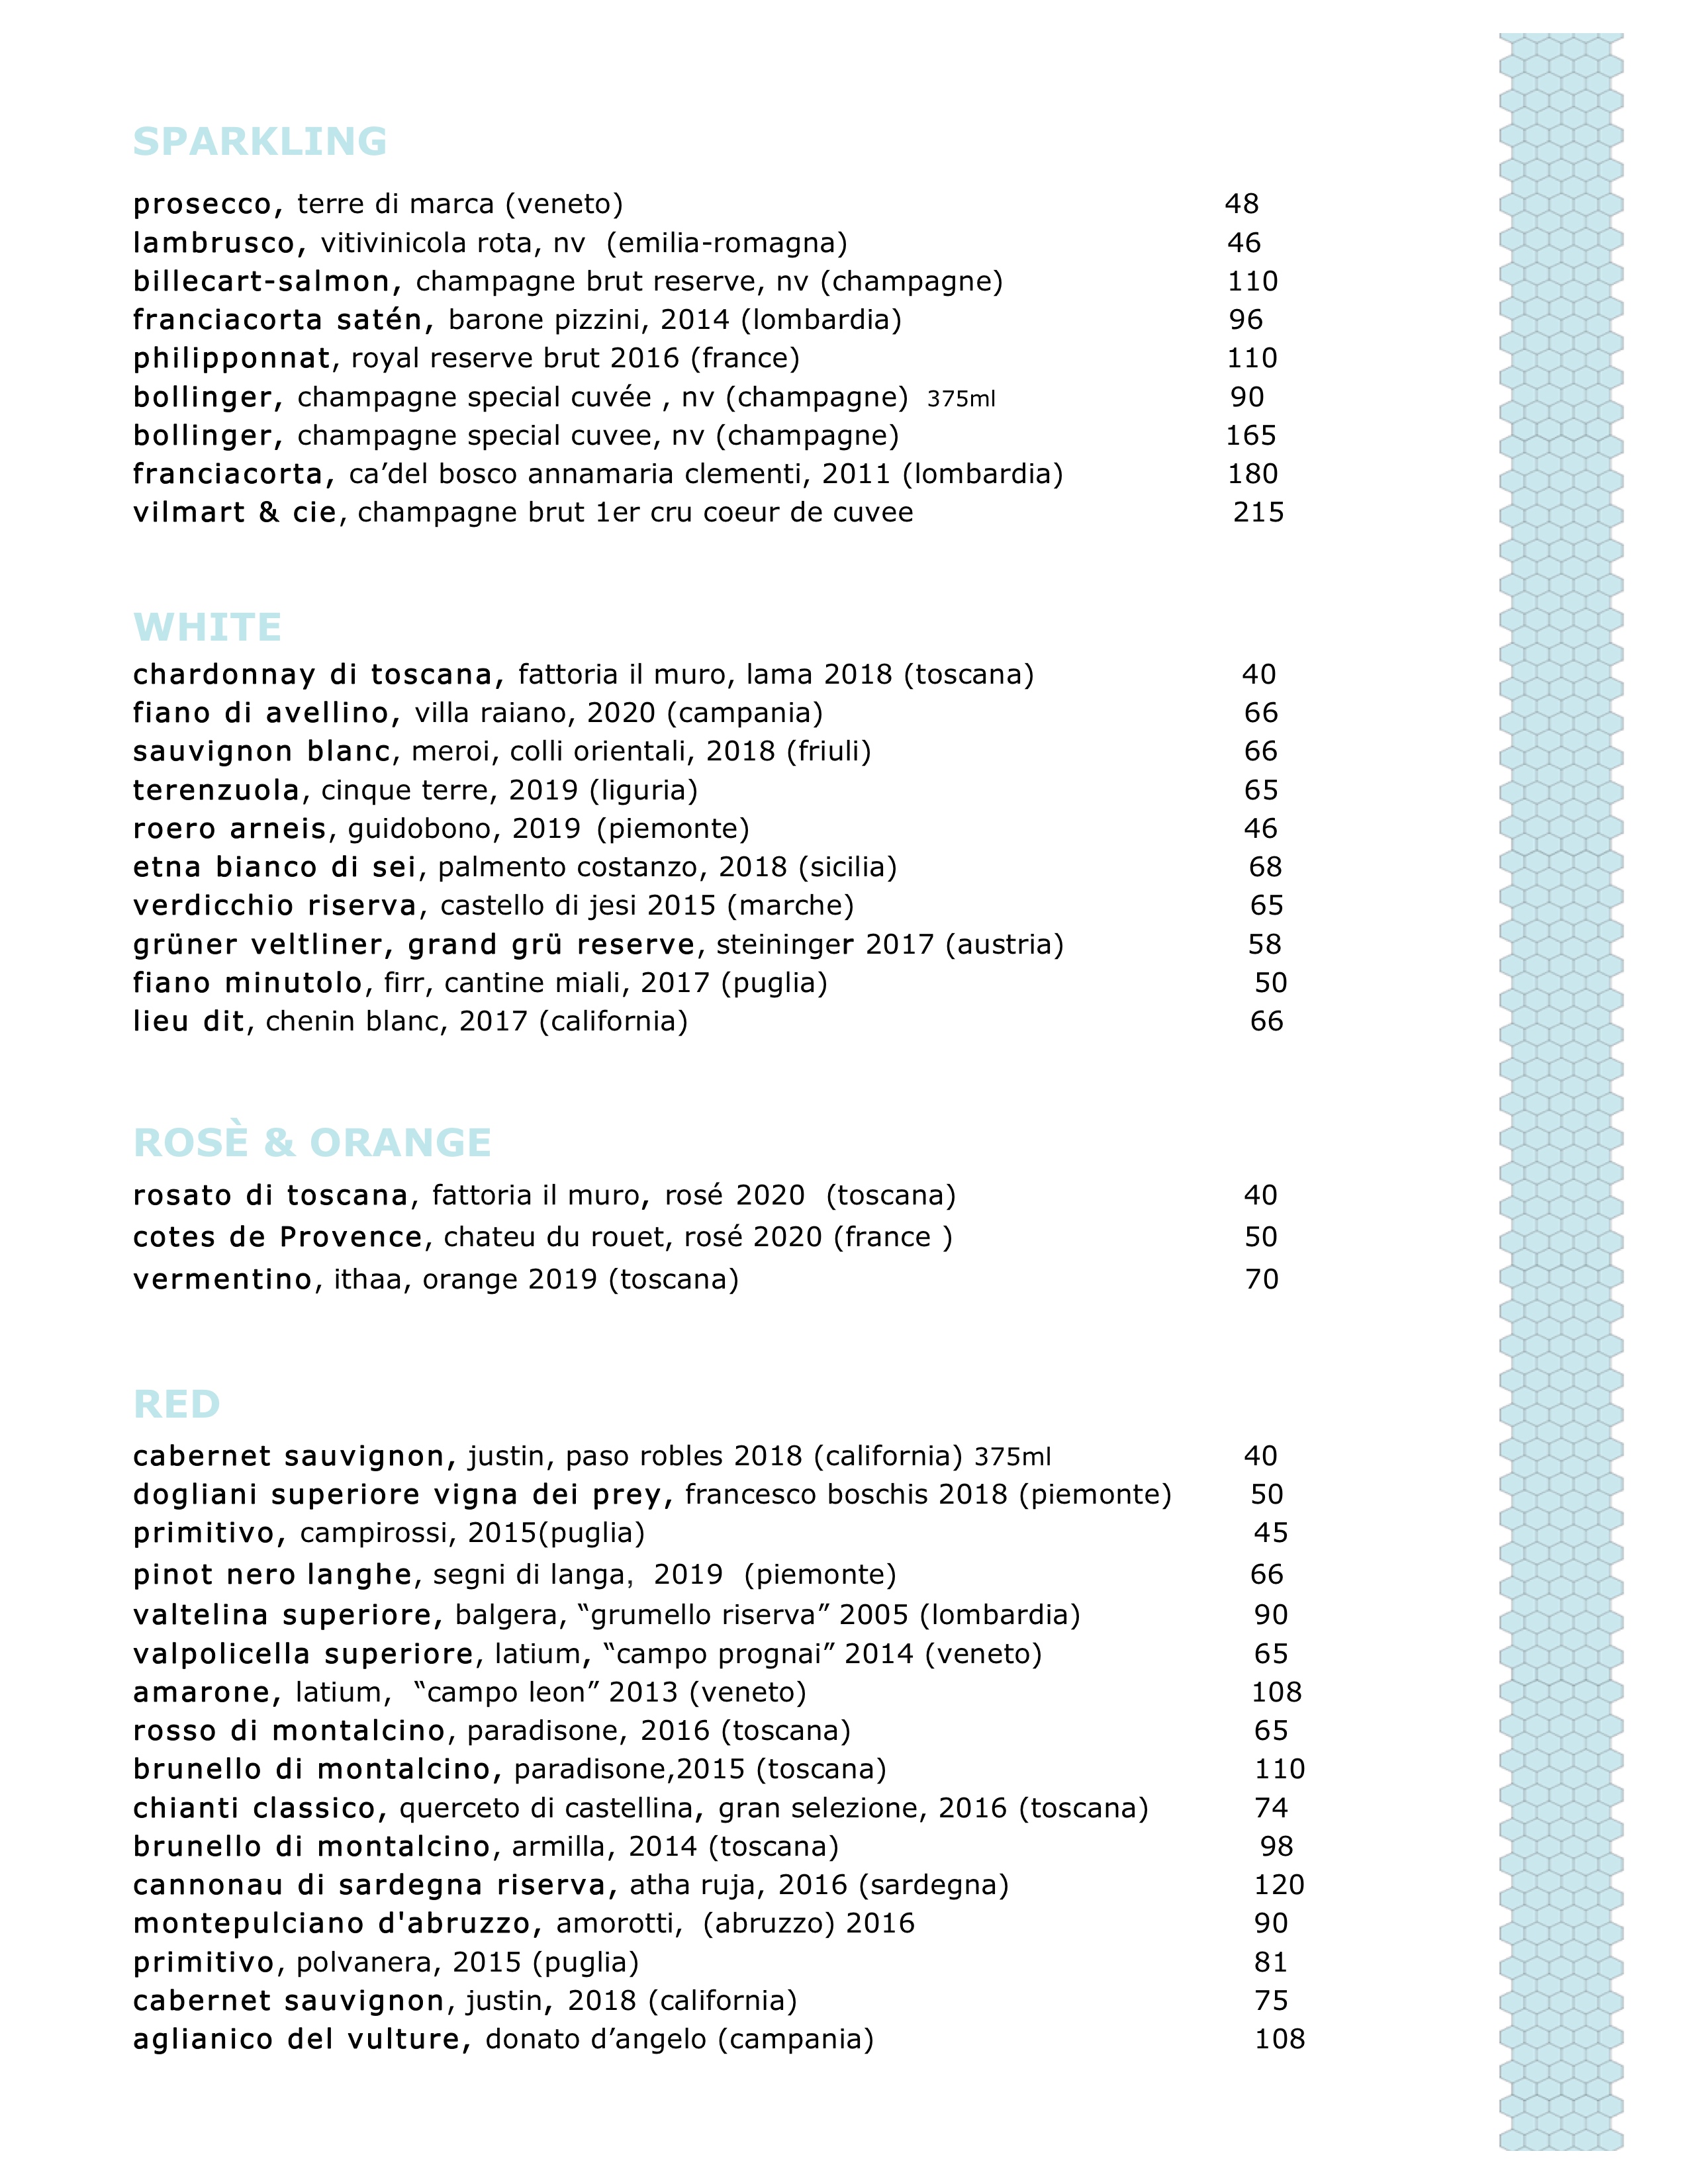 SPARKLING
prosecco, terre di marca (veneto) 48
lambrusco, vitivinicola rota, nv (emilia-romagna) 46
billecart-salmon, champagne brut reserve, nv (champagne) 110
franciacorta satén, barone pizzini, 2014 (lombardia) 96
philipponnat, royal reserve brut 2016 (france) 110
bollinger, champagne special cuvée , nv (champagne) 375ml 90
bollinger, champagne special cuvee, nv (champagne) 165
franciacorta, ca’del bosco annamaria clementi, 2011 (lombardia) 180
vilmart & cie, champagne brut 1er cru coeur de cuvee 215
WHITE
chardonnay di toscana, fattoria il muro, lama 2018 (toscana) 40
fiano di avellino, villa raiano, 2020 (campania) 66
sauvignon blanc, meroi, colli orientali, 2018 (friuli) 66
terenzuola, cinque terre, 2019 (liguria) 65
roero arneis, guidobono, 2019 (piemonte) 46
etna bianco di sei, palmento costanzo, 2018 (sicilia) 68
verdicchio riserva, castello di jesi 2015 (marche) 65
grüner veltliner, grand grü reserve, steininger 2017 (austria) 58
fiano minutolo, firr, cantine miali, 2017 (puglia) 50
lieu dit, chenin blanc, 2017 (california) 66
ROSÈ & ORANGE
rosato di toscana, fattoria il muro, rosé 2020 (toscana) 40
cotes de Provence, chateu du rouet, rosé 2020 (france ) 50
vermentino, ithaa, orange 2019 (toscana) 70
RED
cabernet sauvignon, justin, paso robles 2018 (california) 375ml 40
dogliani superiore vigna dei prey, francesco boschis 2018 (piemonte) 50
primitivo, campirossi, 2015(puglia) 45
pinot nero langhe, segni di langa, 2019 (piemonte) 66
valtelina superiore, balgera, “grumello riserva” 2005 (lombardia) 90
valpolicella superiore, latium, “campo prognai” 2014 (veneto) 65
amarone, latium, “campo leon” 2013 (veneto) 108
rosso di montalcino, paradisone, 2016 (toscana) 65
brunello di montalcino, paradisone,2015 (toscana) 110
chianti classico, querceto di castellina, gran selezione, 2016 (toscana) 74
brunello di montalcino, armilla, 2014 (toscana) 98
cannonau di sardegna riserva, atha ruja, 2016 (sardegna) 120
montepulciano d'abruzzo, amorotti, (abruzzo) 2016 90
primitivo, polvanera, 2015 (puglia) 81
cabernet sauvignon, justin, 2018 (california) 75
aglianico del vulture, donato d’angelo (campania) 108